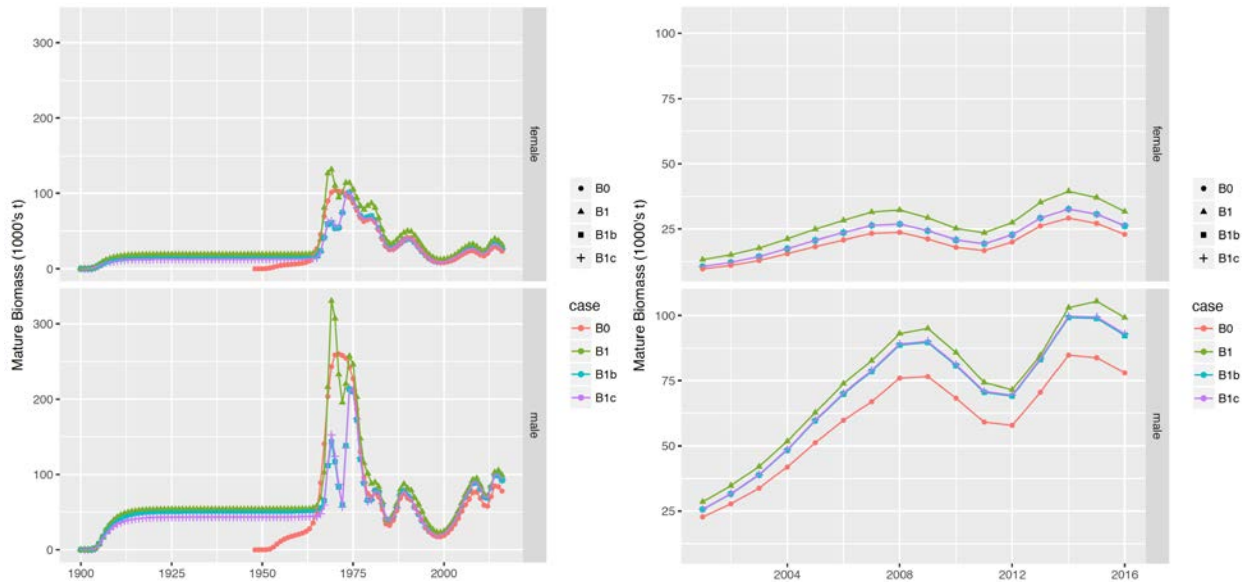 Mature Biomass (1000's t)
300
200
100
0
female
300
200
100
0
male
1900
1925
1950
1975
2000
B0
B1
B1b
B1c
case
B0
B1
B1b
B1c
Mature Biomass (1000's t)
100
75
50
25
female
100
75
50
25
male
2004
2008
2012
2016
B0
B1
B1b
B1c
case
B0
B1
B1b
B1c